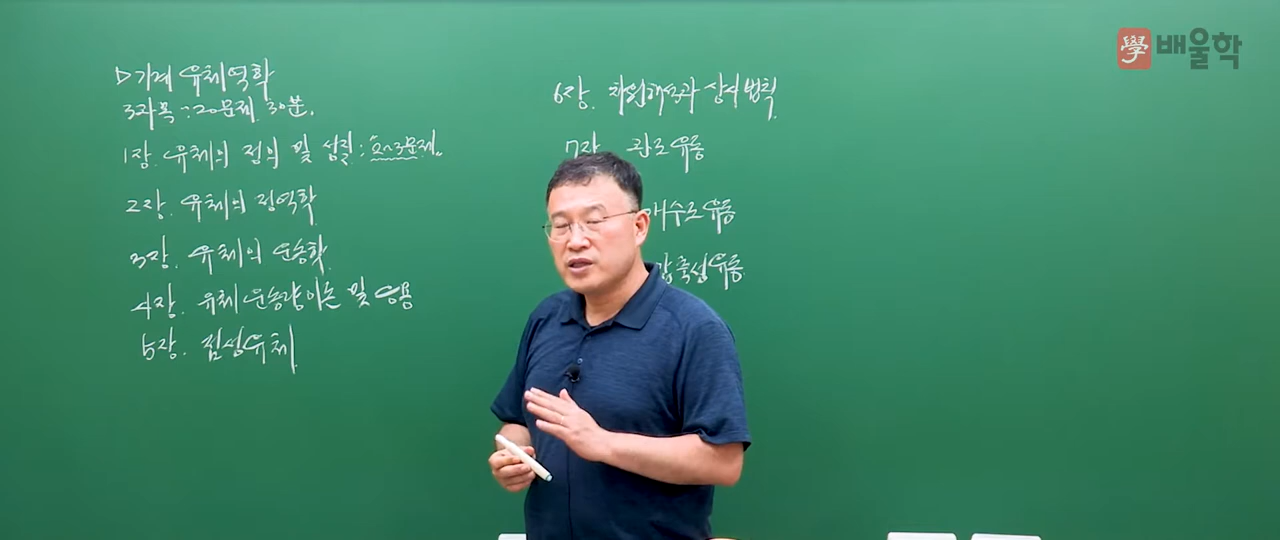 ▷기계 유체역학
3과목 : 20문제. 30분.
1장. 유체의 정의 및 성질 : 2~3문제.
2장. 유체의 정역학
3장. 유체의 운동학.
4장. 유체 운동량이론 및 응용
5장. 점성유체.
6장. 차원해석과 상사법칙.
7장 관로유동
개수로유동
압축성유동.
學 배울학